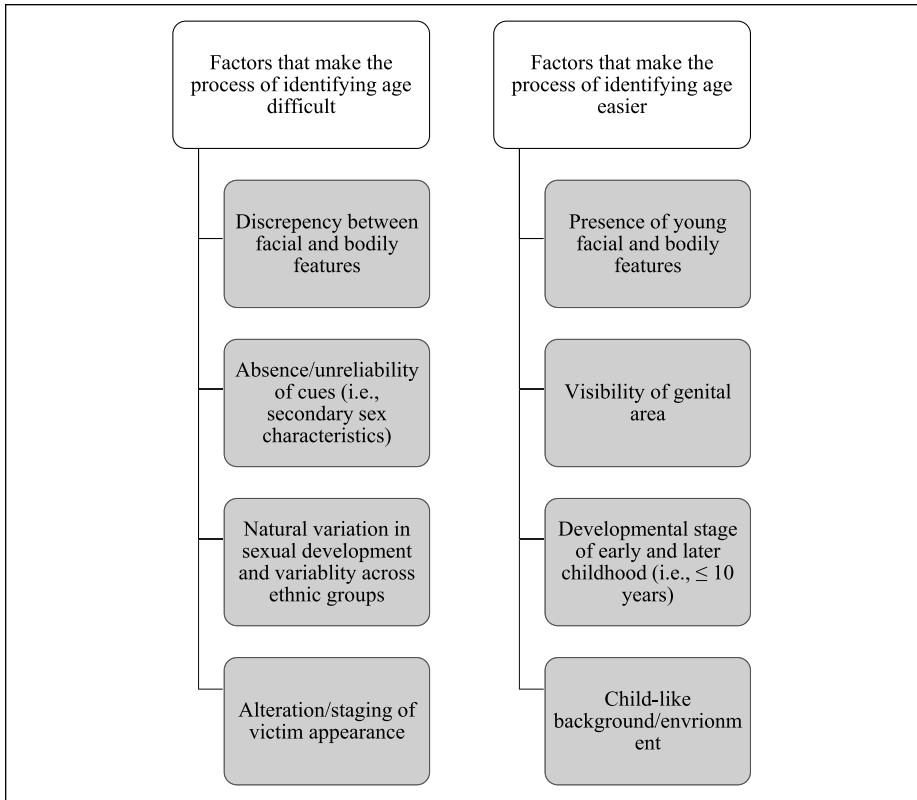 Factors that make the
process of identifying age
difficult
Discrepency between
facial and bodily
features
Absence/unreliability
of cues (i.e.,
secondary sex
characteristics)
Natural variation in
sexual development
and variablity across
ethnic groups
Alteration/staging of
victim appearance
Factors that make the
process of identifying age
easier
Presence of young
facial and bodily
features
Visibility of genital
area
Developmental stage
of early and later
childhood (i.e., ≤ 10
years)
Child-like
background/envrionm
ent